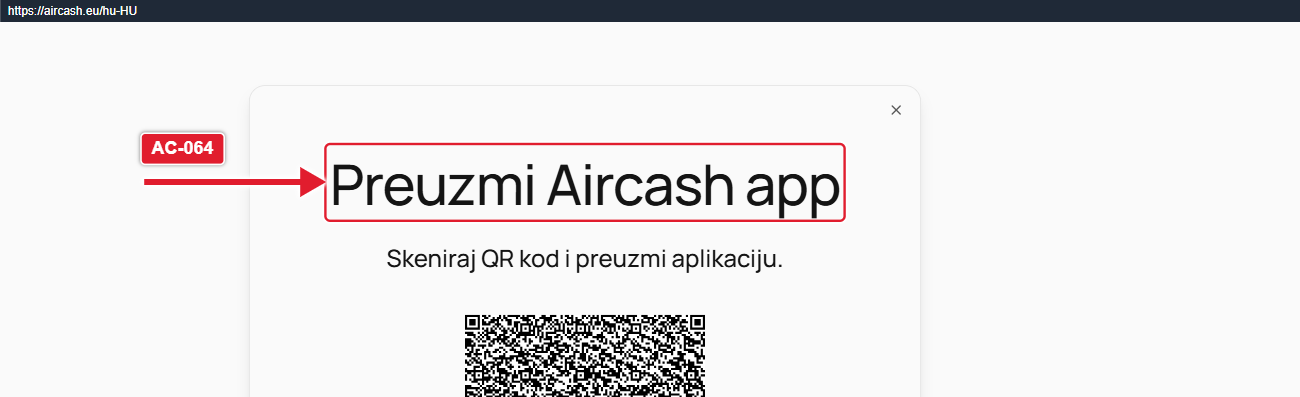 https://aircash.eu/hu-HU
AC-064
Preuzmi Aircash app
Skeniraj QR kod i preuzmi aplikaciju.